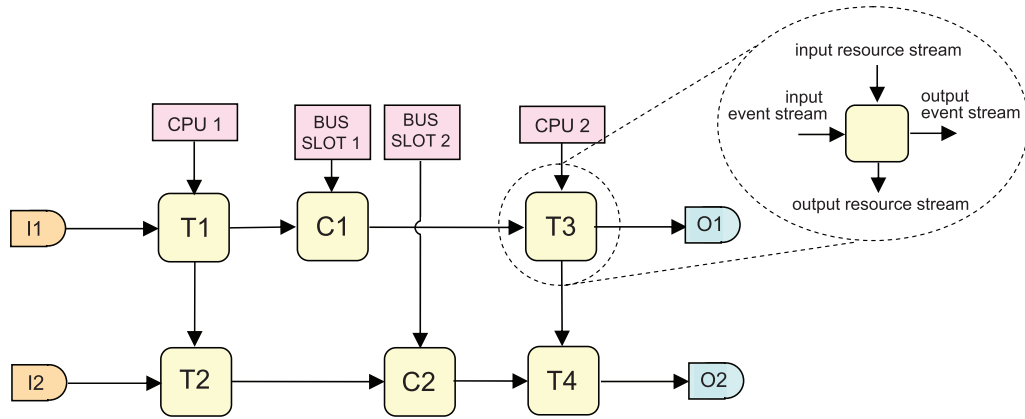 input resource stream
input
event stream
output
event stream
output resource stream
CPU 1
BUS
SLOT 1
BUS
SLOT 2
CPU 2
I1
T1
C1
T3
O1
I2
T2
C2
T4
O2